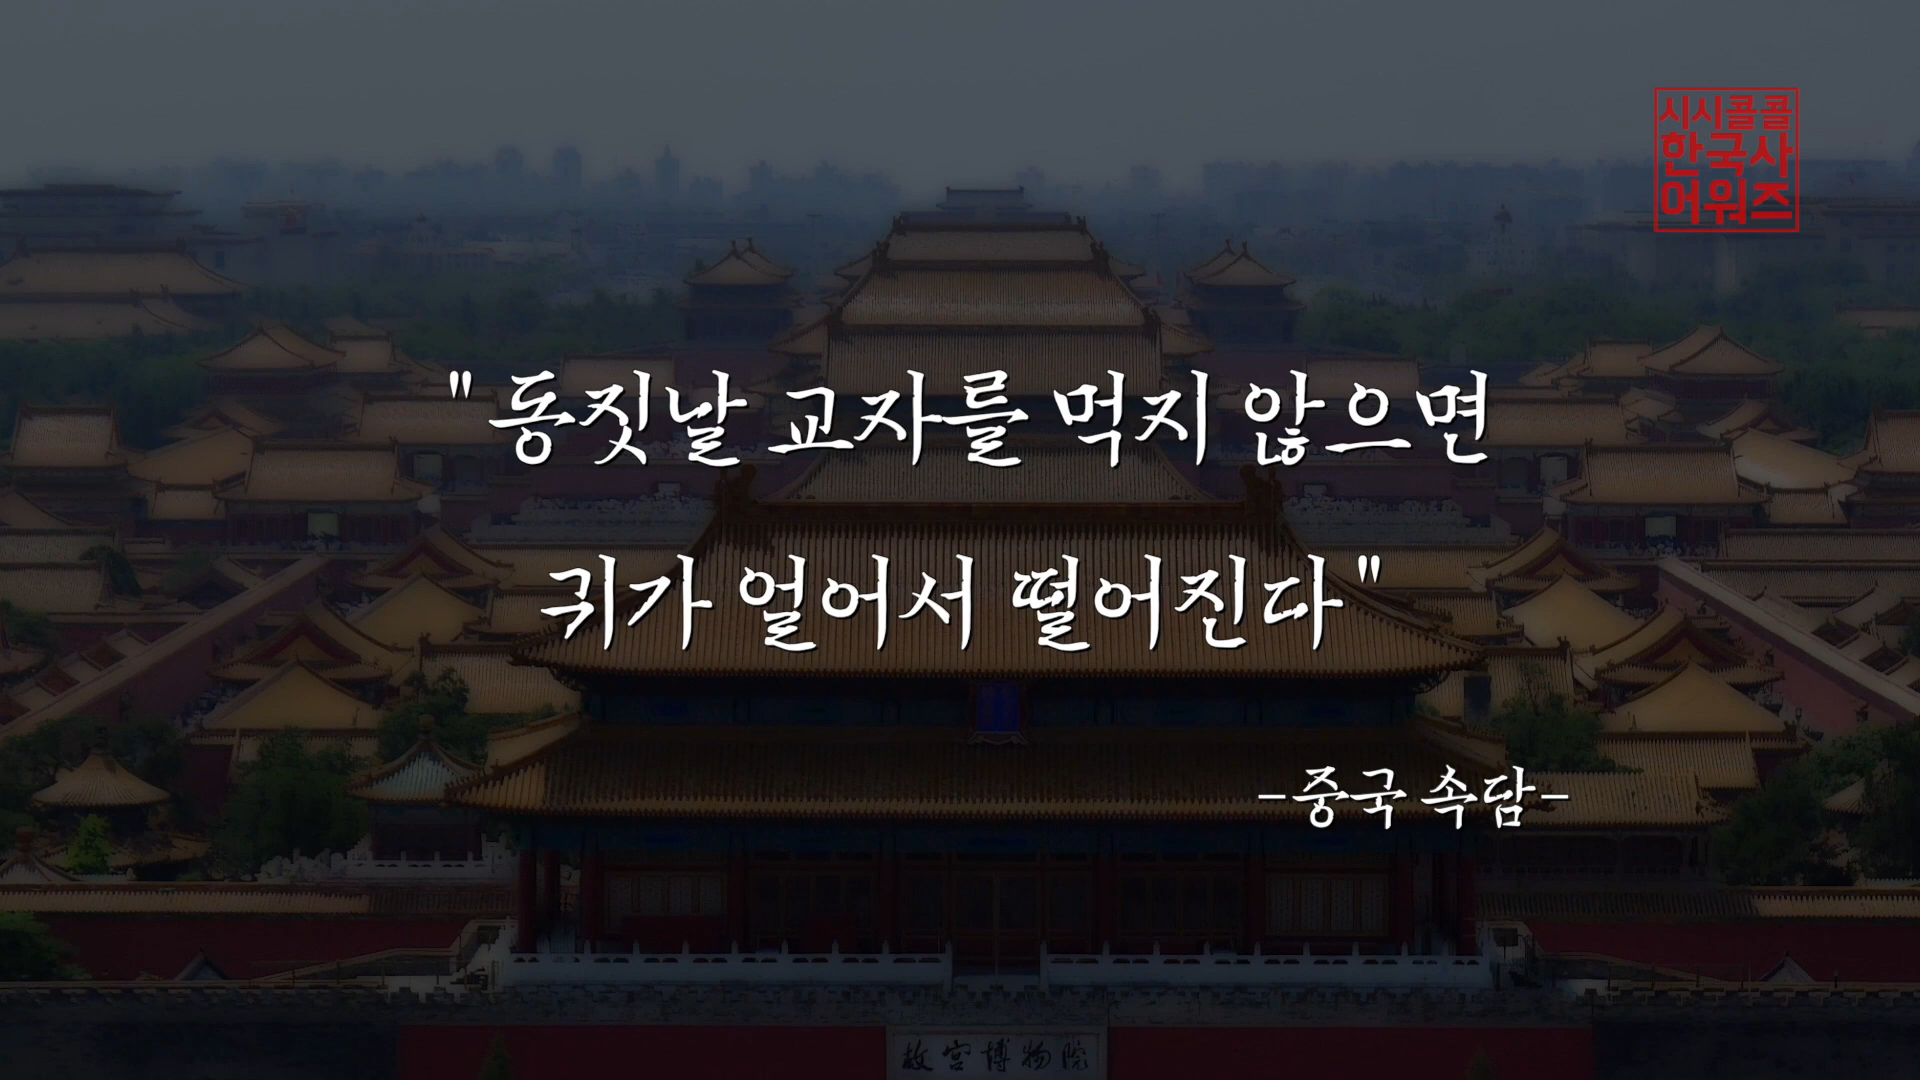 시시콜콜
한국사
어워즈
"동짓날 교자를 먹지 않으면
귀가 얼어서 떨어진다"
-중국 속담-
故宫博物院